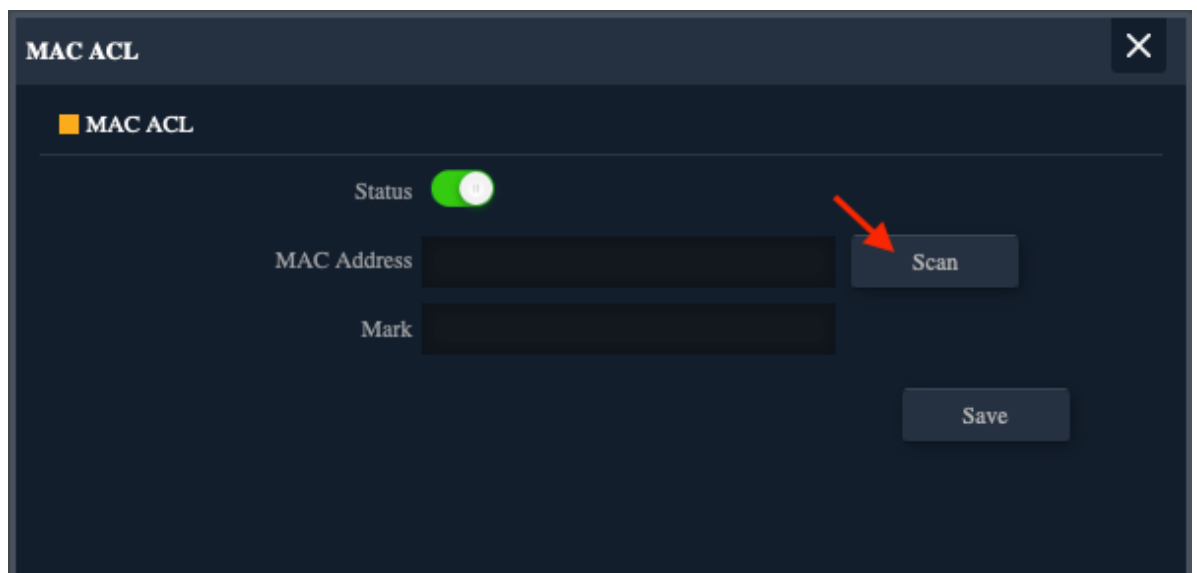 MAC ACL
MAC ACL
Status
MAC Address
Scan
Mark
Save